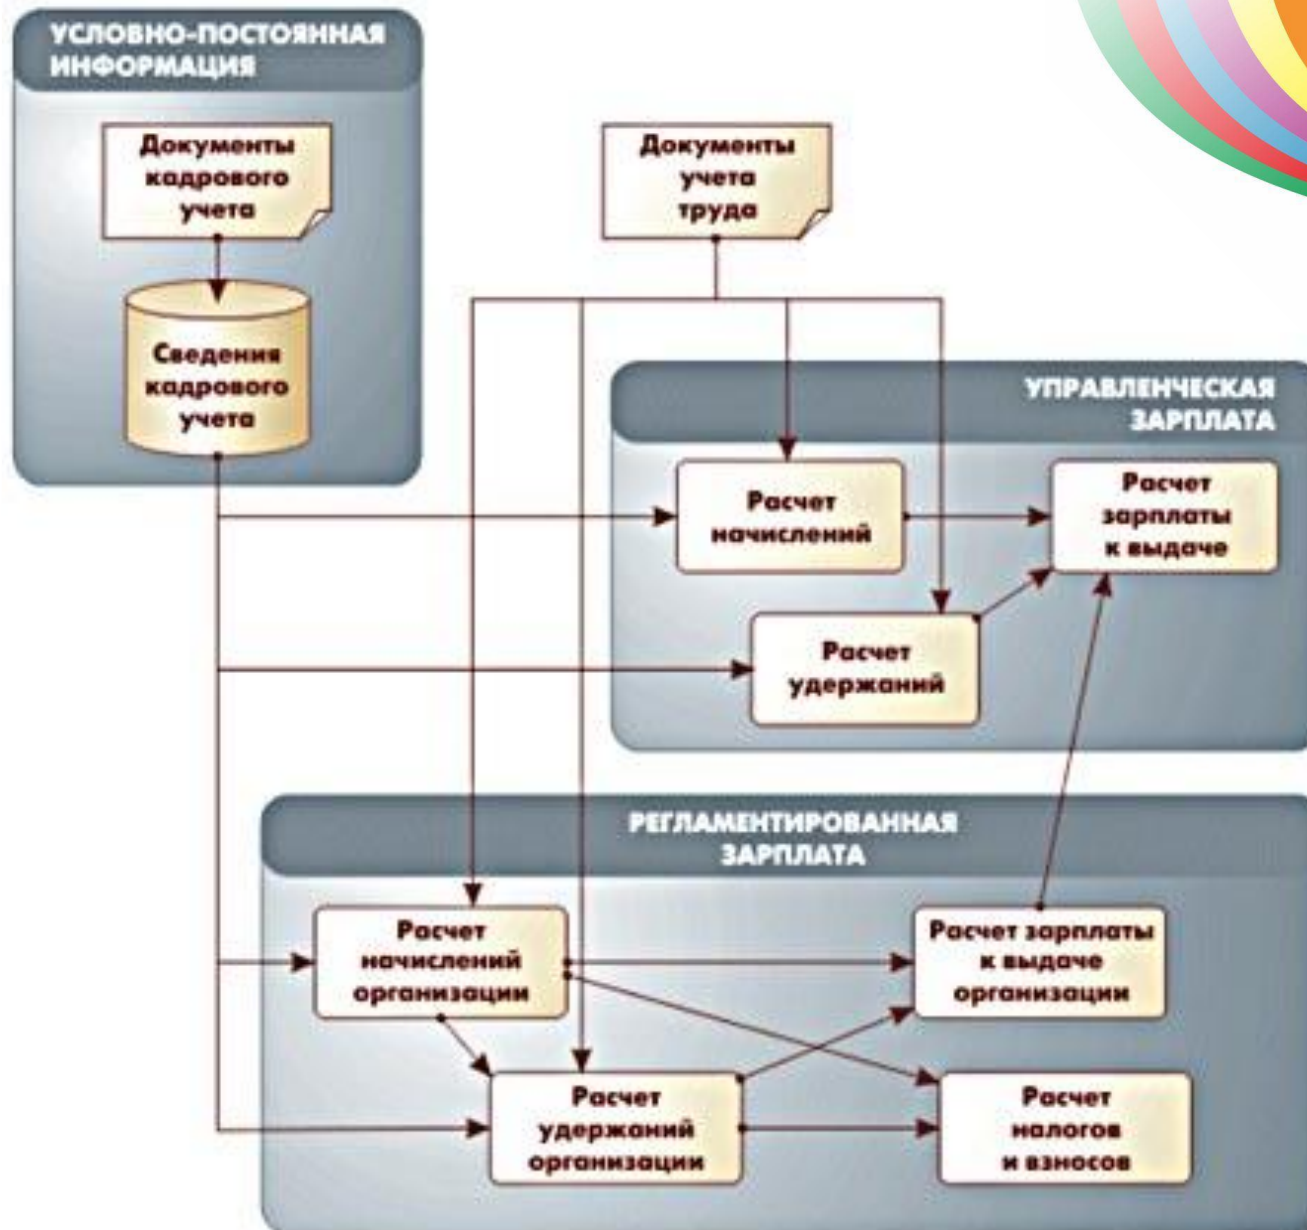 УСЛОВНО-ПОСТОЯННАЯ
ИНФОРМАЦИЯ
Документы
кадрового
учета
Сведения
кадрового
учета
Документы
учета
труда
УПРАВЛЕНЧЕСКАЯ
ЗАРПЛАТА
Расчет
начислений
Расчет
зарплаты
к выдаче
Расчет
удержаний
РЕГЛАМЕНТИРОВАННАЯ
ЗАРПЛАТА
Расчет
начислений
организации
Расчет зарплаты
к выдаче
организации
Расчет
удержаний
организации
Расчет
налогов
и взносов